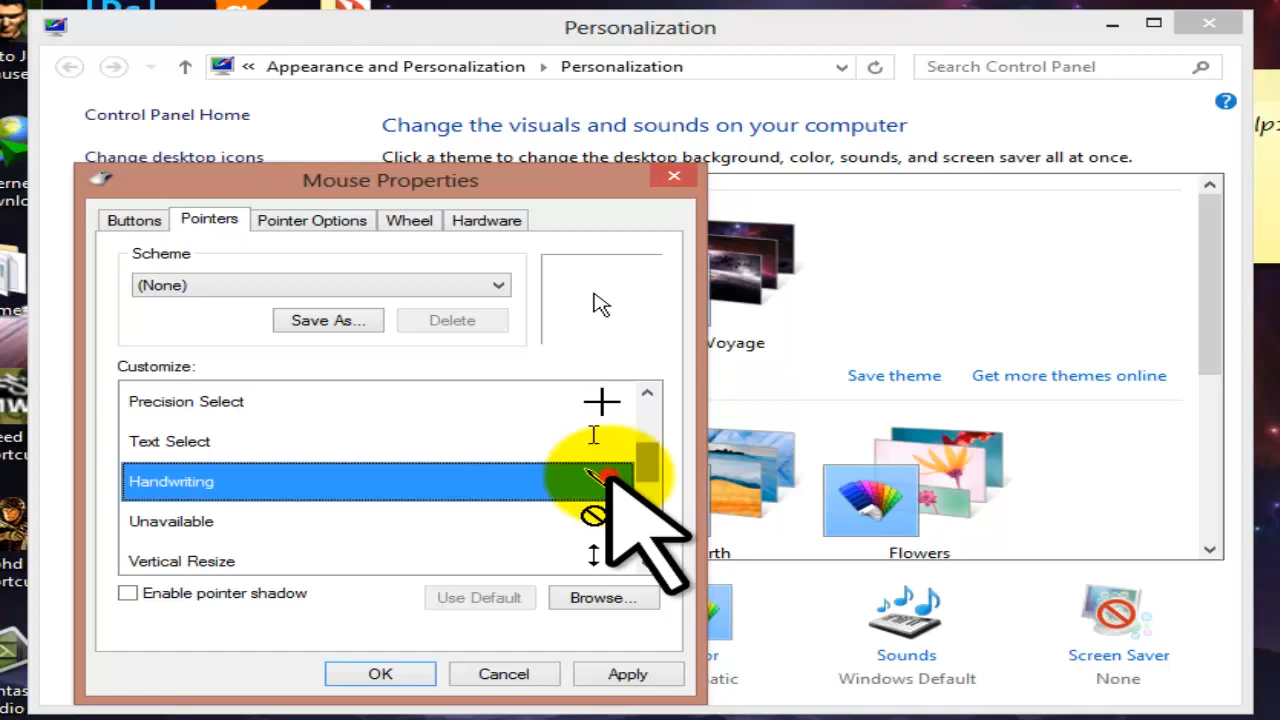 Personalization
« Appearance and Personalization Personalization
Search Control Panel
Control Panel Home
Change the visuals and sounds on your computer
Change desktop icons
Click a theme to change the desktop background, color, sounds, and screen saver all at once.
Mouse Properties
Buttons Pointers Pointer Options Wheel Hardware
Scheme
(None)
Save As... Delete
Voyage
Customize:
Save theme Get more themes online
Precision Select
Text Select
Handwriting
Unavailable
Vertical Resize
Flowers
Enable pointer shadow
Use Default Browse...
OK Cancel Apply
Sounds
Windows Default
Screen Saver
None